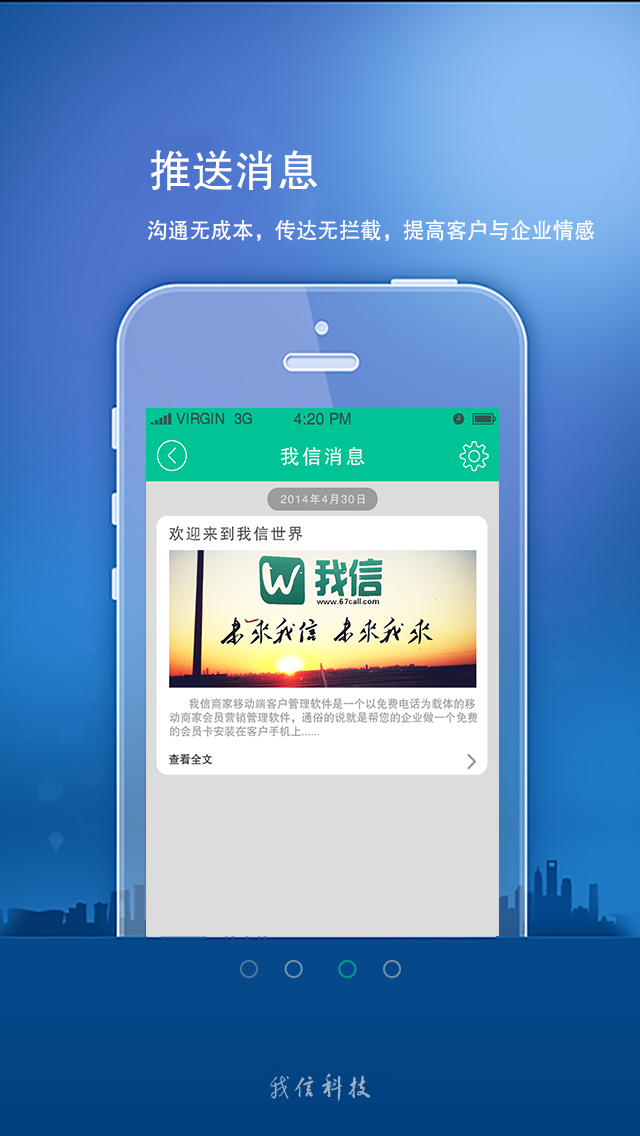 推送消息
沟通无成本，传达无拦截，提高客户与企业情感
VIRGIN 3G 4:20 PM
我信消息
2014年4月30日
欢迎来到我信世界
W 我信
www.67call.com
未来我信 未来我来
我信商家移动端客户管理软件是一个以免费电话为载体的移
动商家会员营销管理软件，通俗的说就是帮您的企业做一个免费
的会员卡安装在客户手机上......
查看全文
我信科技